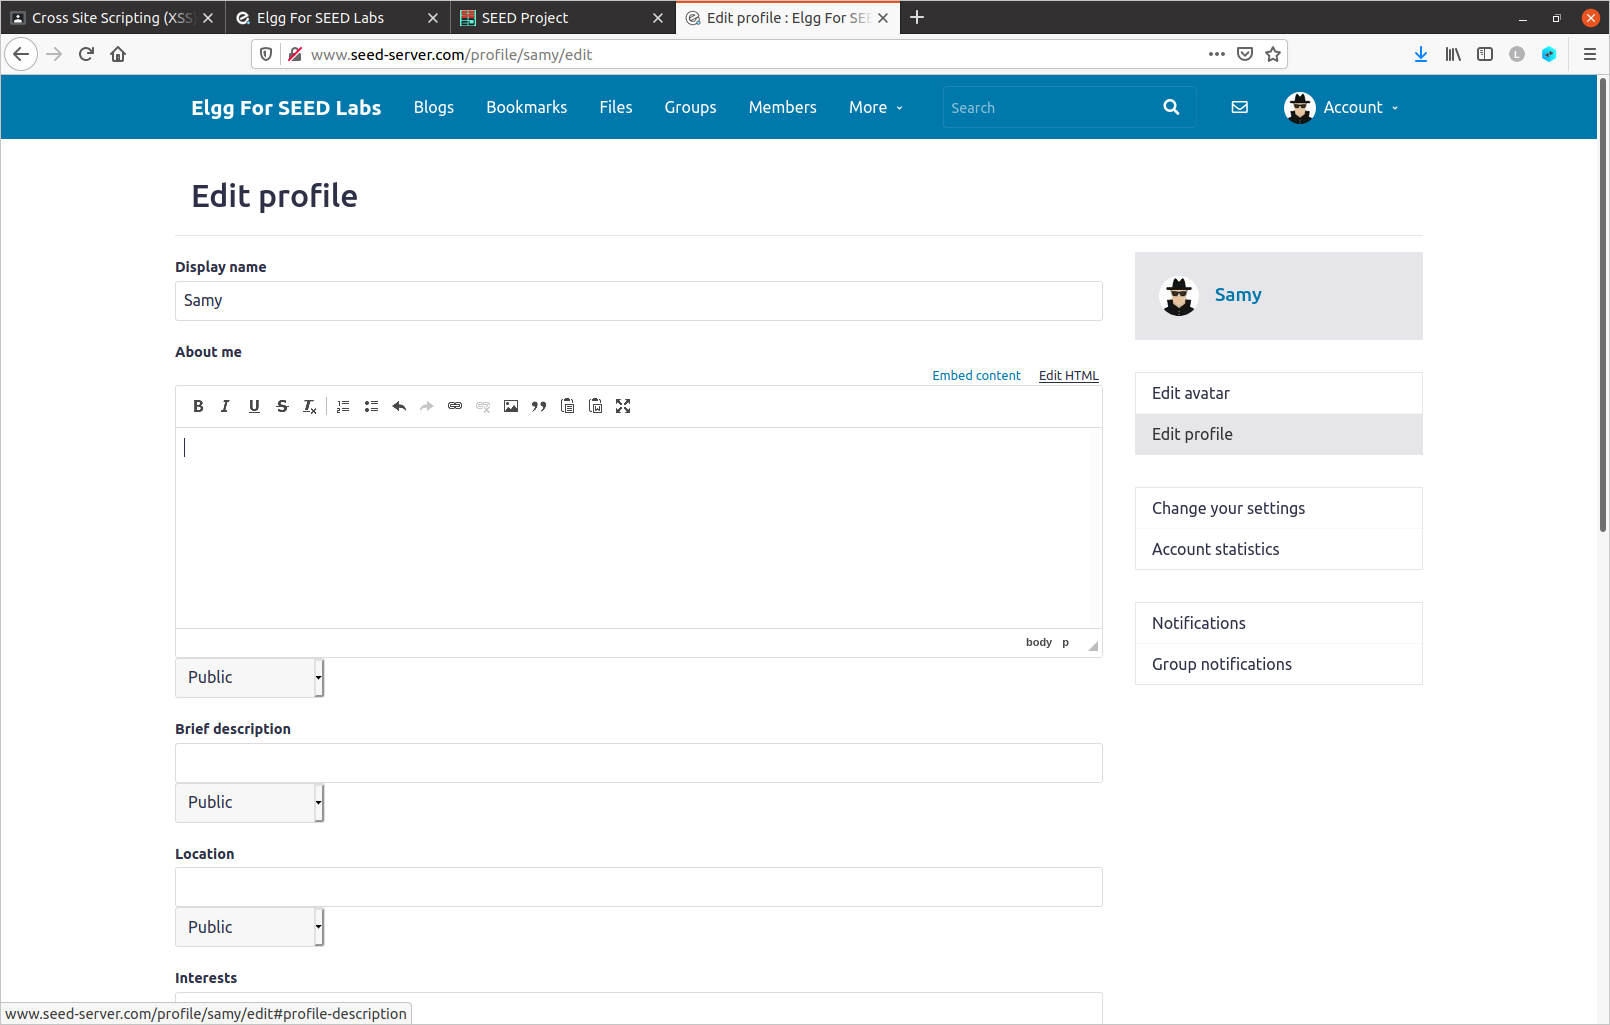 Cross Site Scripting (XSS
Elgg For SEED Labs
SEED Project
Edit profile : Elgg For SEE
www.seed-server.com/profile/samy/edit
Elgg For SEED Labs
Blogs
Bookmarks
Files
Groups
Members
More
Search
Account
Edit profile
Display name
Samy
Samy
About me
Embed content
Edit HTML
Edit avatar
B I U S Tx
Edit profile
Change your settings
Account statistics
Notifications
body p
Group notifications
Public
Brief description
Public
Location
Public
Interests
www.seed-server.com/profile/samy/edit#profile-description